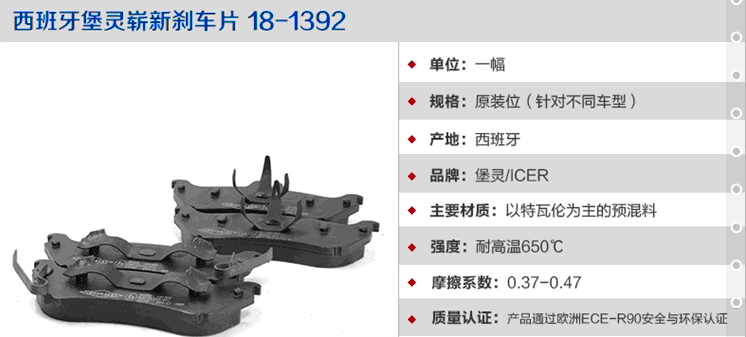 西班牙堡灵崭新刹车片 18-1392
单位：一幅
规格：原装位（针对不同车型）
产地：西班牙
品牌：堡灵/ICER
主要材质：以特瓦伦为主的预混料
强度：耐高温650℃
摩擦系数：0.37-0.47
质量认证：产品通过欧洲ECE-R90安全与环保认证